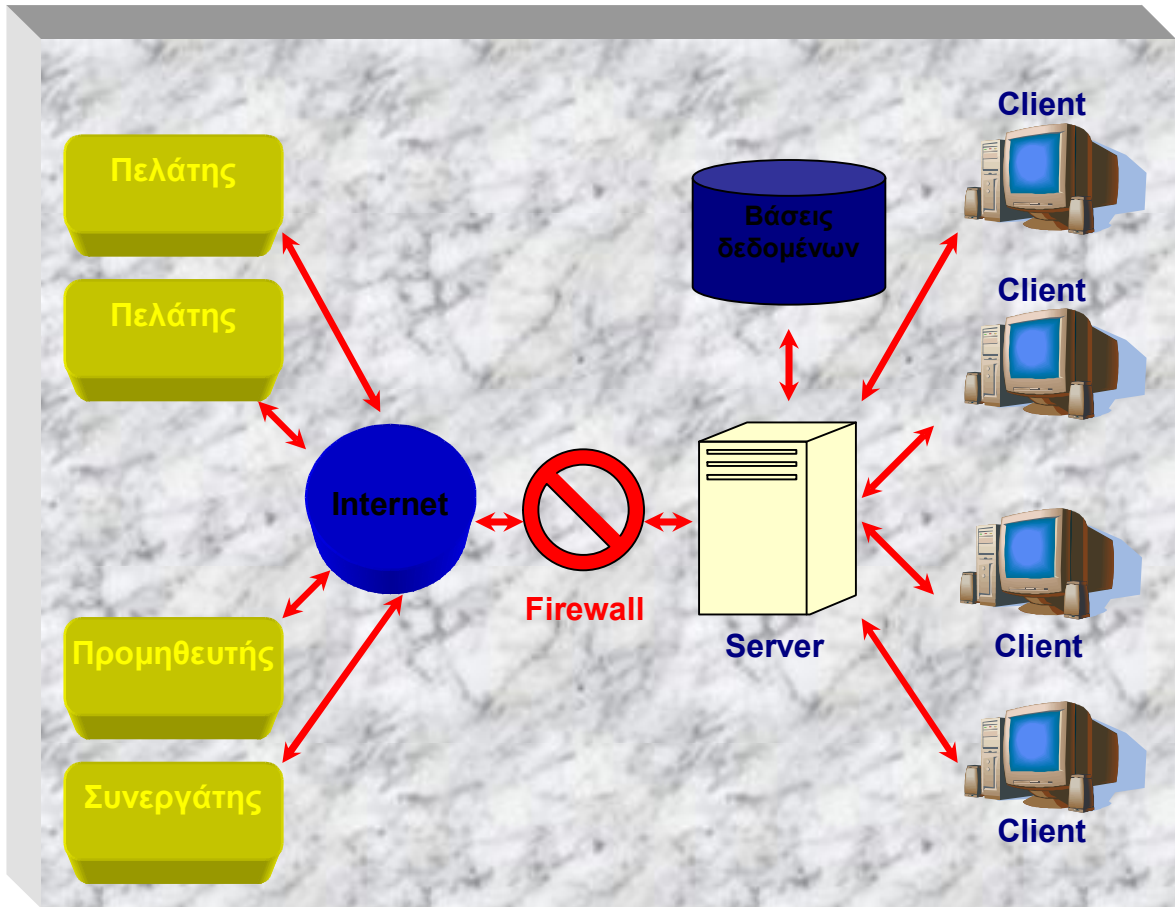 Πελάτης
Πελάτης
Προμηθευτής
Συνεργάτης
Internet
Firewall
Βάσεις
δεδομένων
Server
Client
Client
Client
Client